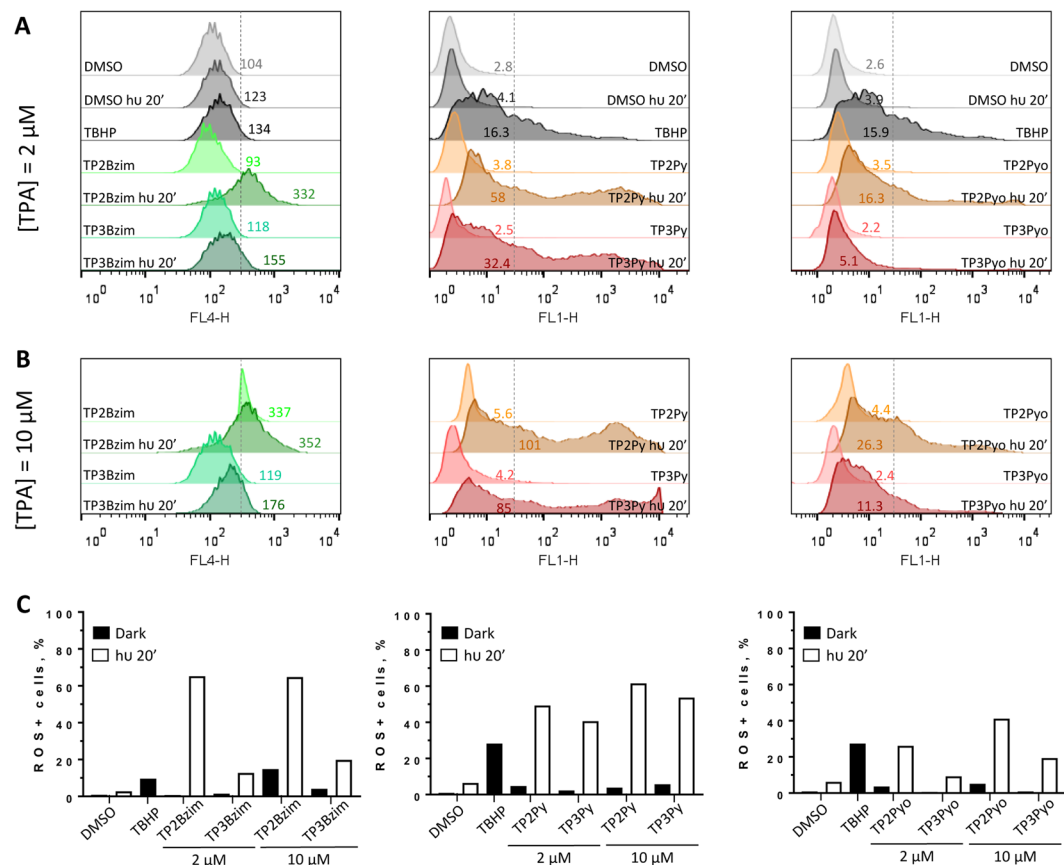 A
[TPA] = 2 µM
DMSO 104
DMSO hυ 20' 123
TBHP 134
TP2Bzim 93
TP2Bzim hυ 20' 332
TP3Bzim 118
TP3Bzim hυ 20' 155
10^0 10^1 10^2 10^3 10^4
FL4-H
2.8 DMSO
4.1 DMSO hυ 20'
16.3 TBHP
3.8 TP2Py
58 TP2Py hυ 20'
2.5 TP3Py
32.4 TP3Py hυ 20'
10^0 10^1 10^2 10^3 10^4
FL1-H
2.6 DMSO
3.9 DMSO hυ 20'
15.9 TBHP
3.5 TP2Pyo
16.3 TP2Pyo hυ 20'
2.2 TP3Pyo
5.1 TP3Pyo hυ 20'
10^0 10^1 10^2 10^3 10^4
FL1-H
B
[TPA] = 10 µM
TP2Bzim 337
TP2Bzim hυ 20' 352
TP3Bzim 119
TP3Bzim hυ 20' 176
10^0 10^1 10^2 10^3 10^4
FL4-H
5.6 TP2Py
101 TP2Py hυ 20'
4.2 TP3Py
85 TP3Py hυ 20'
10^0 10^1 10^2 10^3 10^4
FL1-H
4.4 TP2Pyo
26.3 TP2Pyo hυ 20'
2.4 TP3Pyo
11.3 TP3Pyo hυ 20'
10^0 10^1 10^2 10^3 10^4
FL1-H
C
ROS+ cells, %
100
80
60
40
20
0
Dark
hυ 20'
DMSO TBHP TP2Bzim TP3Bzim TP2Bzim TP3Bzim
2 µM 10 µM
ROS+ cells, %
100
80
60
40
20
0
Dark
hυ 20'
DMSO TBHP TP2Py TP3Py TP2Py TP3Py
2 µM 10 µM
ROS+ cells, %
100
80
60
40
20
0
Dark
hυ 20'
DMSO TBHP TP2Pyo TP3Pyo TP2Pyo TP3Pyo
2 µM 10 µM